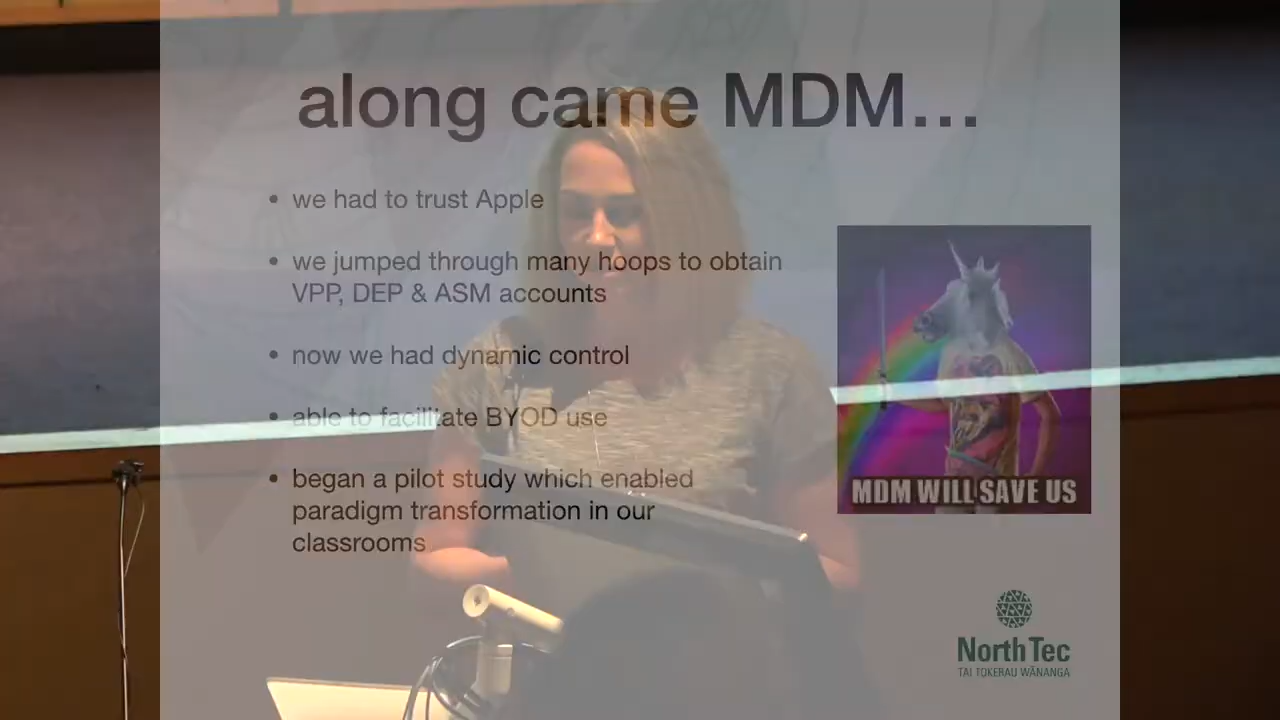 along came MDM...
• we had to trust Apple
• we jumped through many hoops to obtain
VPP, DEP & ASM accounts
• now we had dynamic control
• able to facilitate BYOD use
• began a pilot study which enabled
paradigm transformation in our
classrooms
MDM WILL SAVE US
NorthTec
TAI TOKERAU WĀNANGA